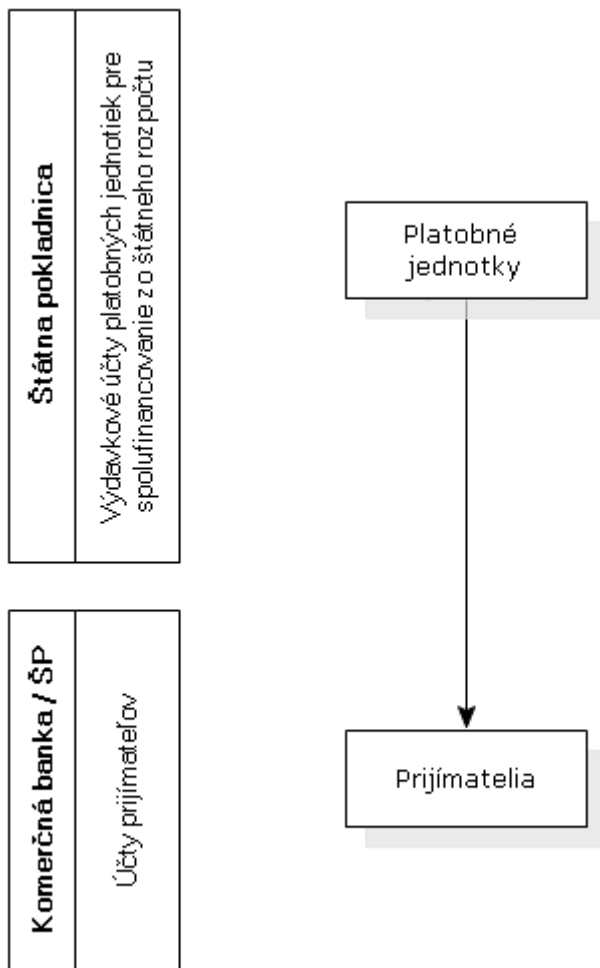 Štátna pokladnica
Výdavkové účty platobných jednotiek pre
spolufinancovanie zo štátneho rozpočtu
Platobné
jednotky
Komerčná banka / ŠP
Účty prijímateľov
Prijímatelia